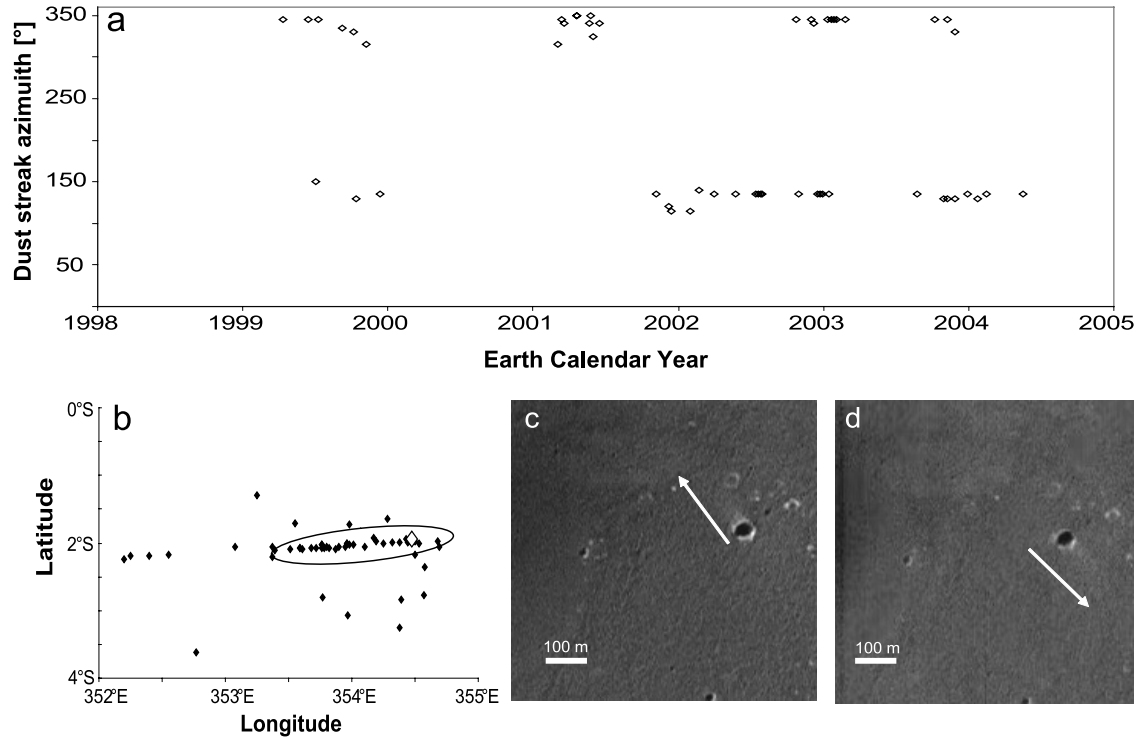 a
Dust streak azimuith [°]
350
250
150
50
1998 1999 2000 2001 2002 2003 2004 2005
Earth Calendar Year
b
Latitude
0°S
2°S
4°S
352°E 353°E 354°E 355°E
Longitude
c
100 m
d
100 m